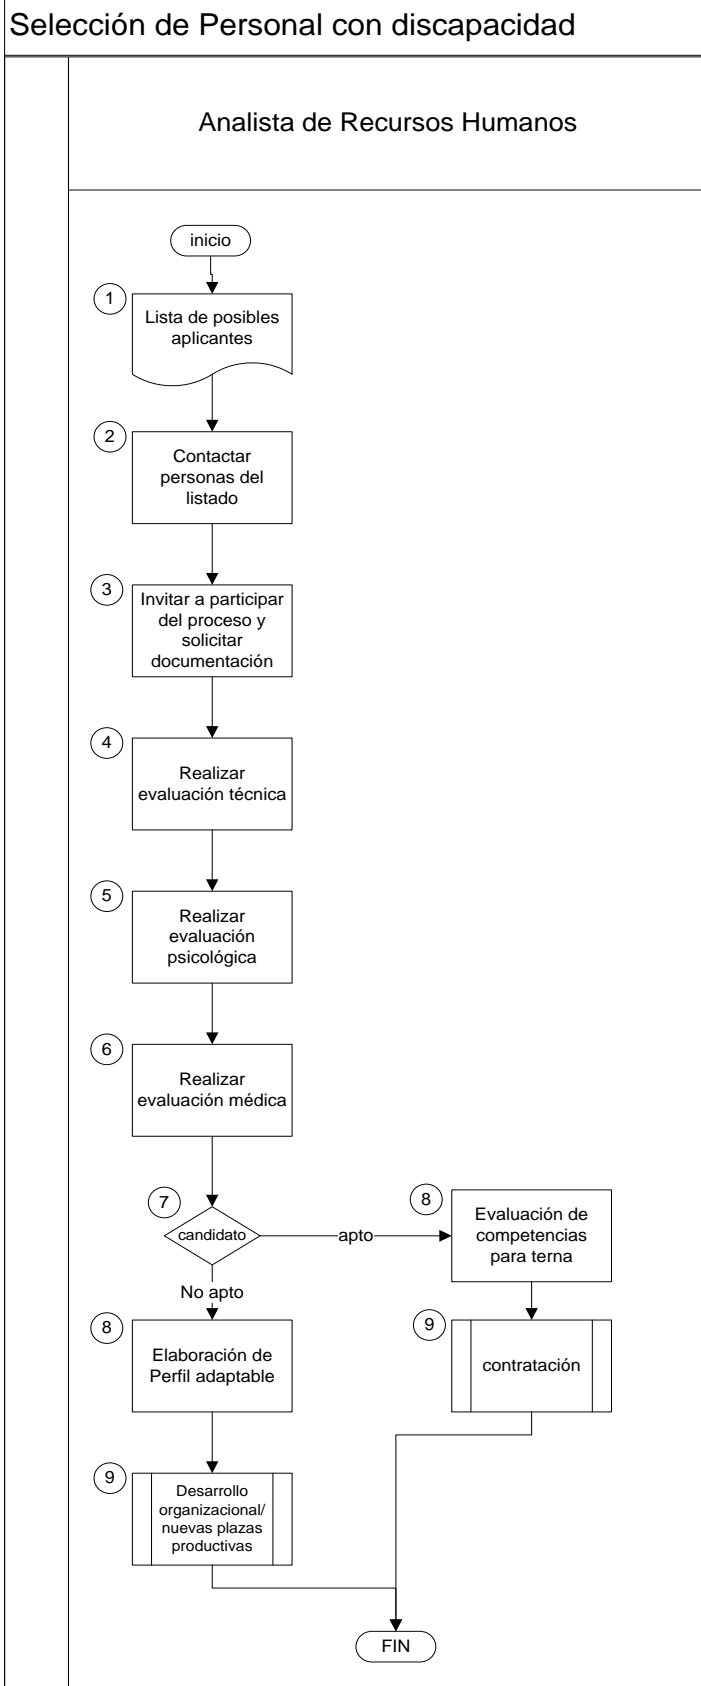 Selección de Personal con discapacidad
Analista de Recursos Humanos
inicio
1
Lista de posibles
aplicantes
2
Contactar
personas del
listado
3
Invitar a participar
del proceso y
solicitar
documentación
4
Realizar
evaluación técnica
5
Realizar
evaluación
psicológica
6
Realizar
evaluación médica
7
candidato
apto
8
Evaluación de
competencias
para terna
No apto
8
Elaboración de
Perfil adaptable
9
contratación
9
Desarrollo
organizacional/
nuevas plazas
productivas
FIN